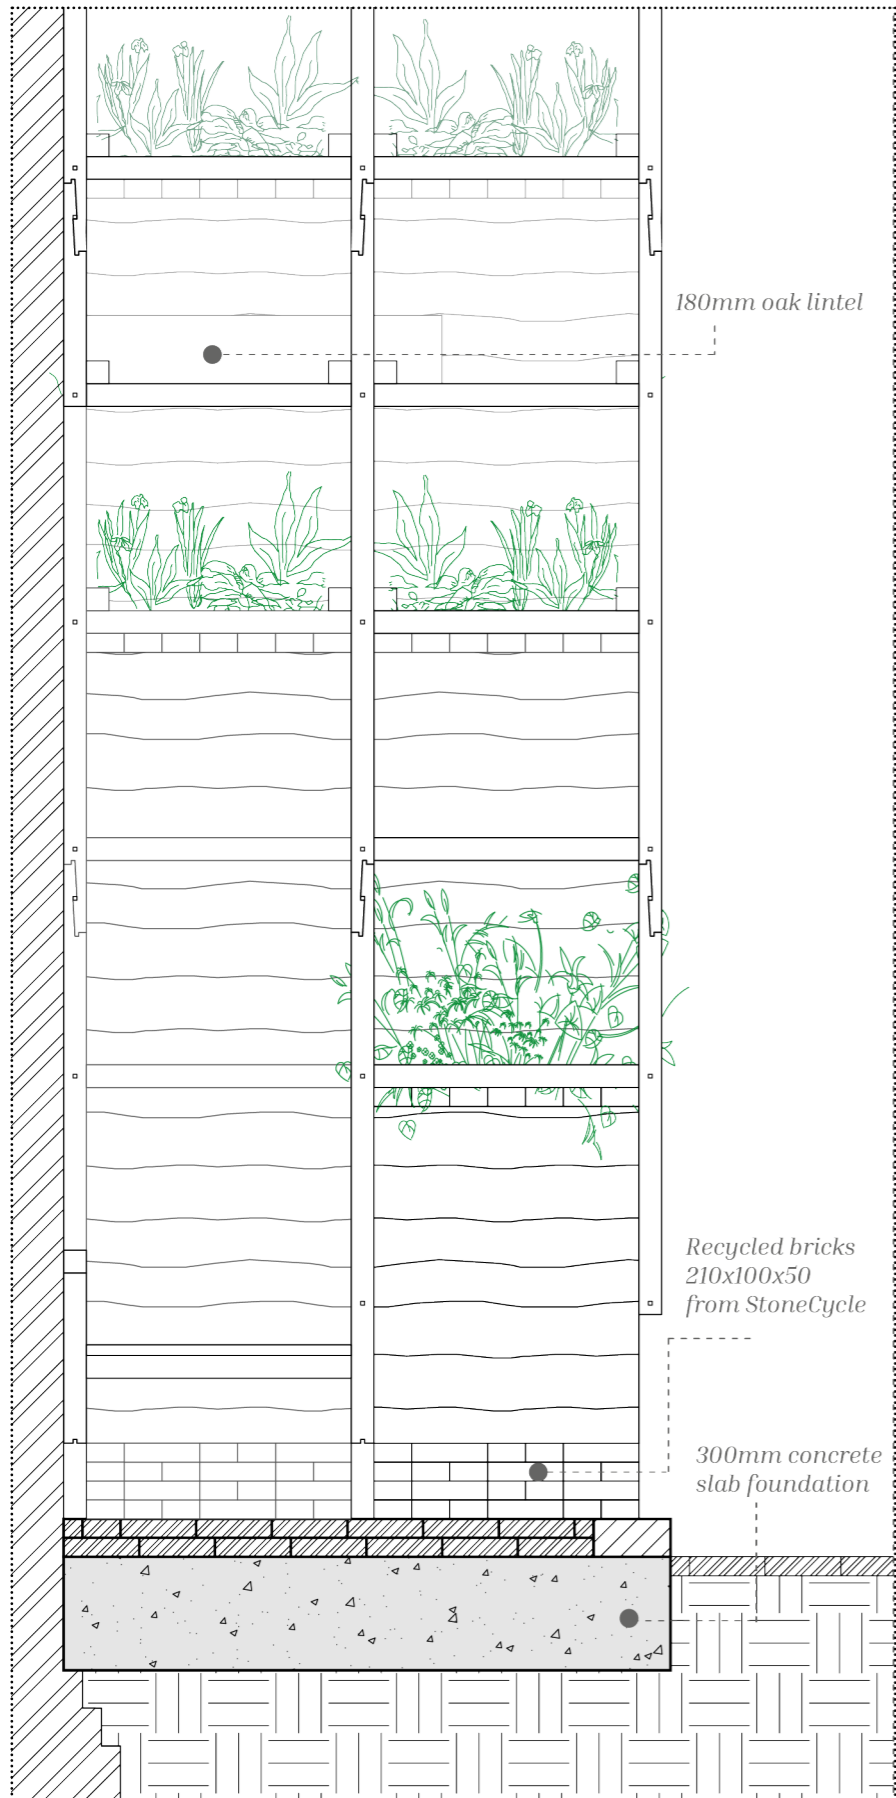 180mm oak lintel
Recycled bricks
210x100x50
from StoneCycle
300mm concrete
slab foundation